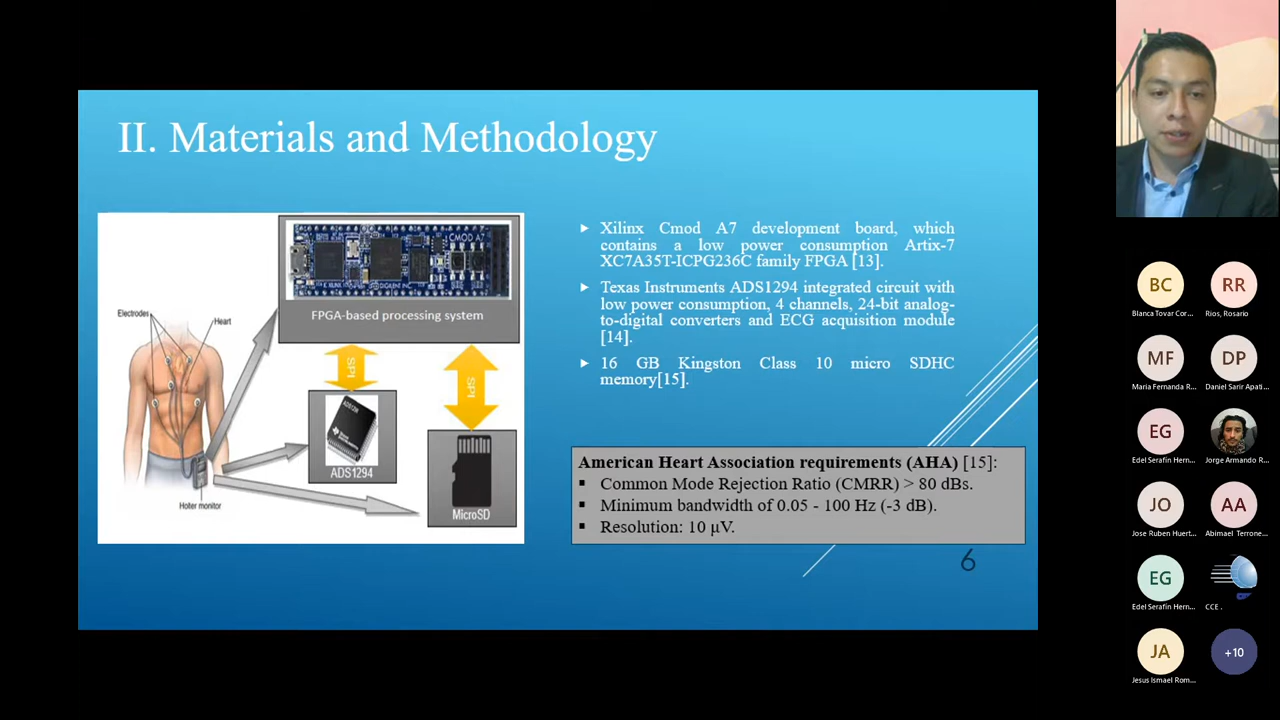 II. Materials and Methodology
CMOD A7
FPGA-based processing system
Electrodes
Heart
SPI
SPI
ADS1294
MicroSD
Hoter monitor
Xilinx Cmod A7 development board, which
contains a low power consumption Artix-7
XC7A35T-ICPG236C family FPGA [13].
Texas Instruments ADS1294 integrated circuit with
low power consumption, 4 channels, 24-bit analog-
to-digital converters and ECG acquisition module
[14].
16 GB Kingston Class 10 micro SDHC
memory[15].
American Heart Association requirements (AHA) [15]:
Common Mode Rejection Ratio (CMRR) > 80 dBs.
Minimum bandwidth of 0.05 - 100 Hz (-3 dB).
Resolution: 10 μV.
6
BC
Blanca Tovar Cor...
RR
Rios, Rosario
MF
Maria Fernanda R...
DP
Daniel Sarir Apati...
EG
Edel Serafin Hern...
Jorge Armando R...
JO
Jose Ruben Huert...
AA
Abimael Terrone...
EG
Edel Serafin Hern...
CCE .
JA
Jesus Ismael Rom...
+10